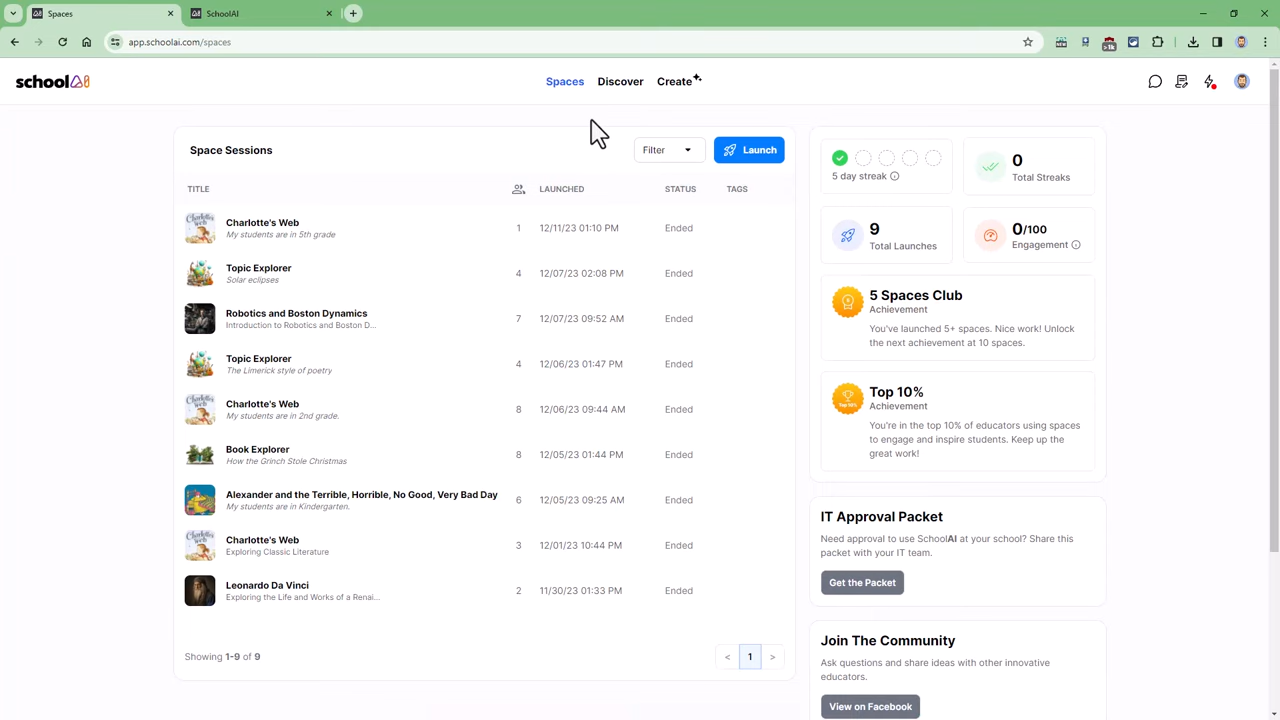 Spaces
SchoolAI
app.schoolai.com/spaces
>1k
schoolAI
Spaces
Discover
Create
Space Sessions
Filter
Launch
TITLE
LAUNCHED
STATUS
TAGS
Charlotte's Web
My students are in 5th grade
1
12/11/23 01:10 PM
Ended
Topic Explorer
Solar eclipses
4
12/07/23 02:08 PM
Ended
Robotics and Boston Dynamics
Introduction to Robotics and Boston D...
7
12/07/23 09:52 AM
Ended
Topic Explorer
The Limerick style of poetry
4
12/06/23 01:47 PM
Ended
Charlotte's Web
My students are in 2nd grade.
8
12/06/23 09:44 AM
Ended
Book Explorer
How the Grinch Stole Christmas
8
12/05/23 01:44 PM
Ended
Alexander and the Terrible, Horrible, No Good, Very Bad Day
My students are in Kindergarten.
6
12/05/23 09:25 AM
Ended
Charlotte's Web
Exploring Classic Literature
3
12/01/23 10:44 PM
Ended
Leonardo Da Vinci
Exploring the Life and Works of a Renai...
2
11/30/23 01:33 PM
Ended
Showing 1-9 of 9
<
1
>
5 day streak
0
Total Streaks
9
Total Launches
0/100
Engagement
5 Spaces Club
Achievement
You've launched 5+ spaces. Nice work! Unlock
the next achievement at 10 spaces.
Top 10%
Top 10%
Achievement
You're in the top 10% of educators using spaces
to engage and inspire students. Keep up the
great work!
IT Approval Packet
Need approval to use SchoolAI at your school? Share this
packet with your IT team.
Get the Packet
Join The Community
Ask questions and share ideas with other innovative
educators.
View on Facebook